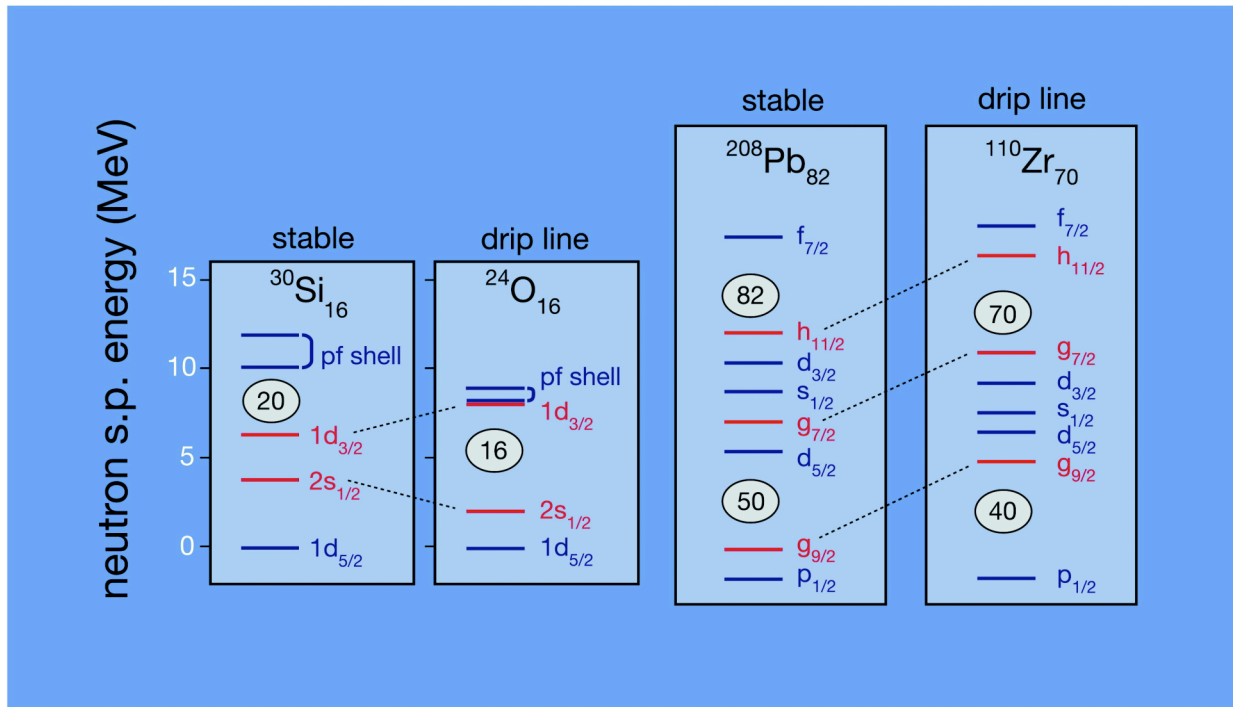 neutron s.p. energy (MeV)
stable
drip line
stable
drip line
³⁰Si₁₆
15
10
5
0
pf shell
20
1d₃/₂
2s₁/₂
1d₅/₂
²⁴O₁₆
pf shell
1d₃/₂
16
2s₁/₂
1d₅/₂
²⁰⁸Pb₈₂
f₇/₂
82
h₁₁/₂
d₃/₂
s₁/₂
g₇/₂
d₅/₂
50
g₉/₂
p₁/₂
¹¹⁰Zr₇₀
f₇/₂
h₁₁/₂
70
g₇/₂
d₃/₂
s₁/₂
d₅/₂
g₉/₂
40
p₁/₂